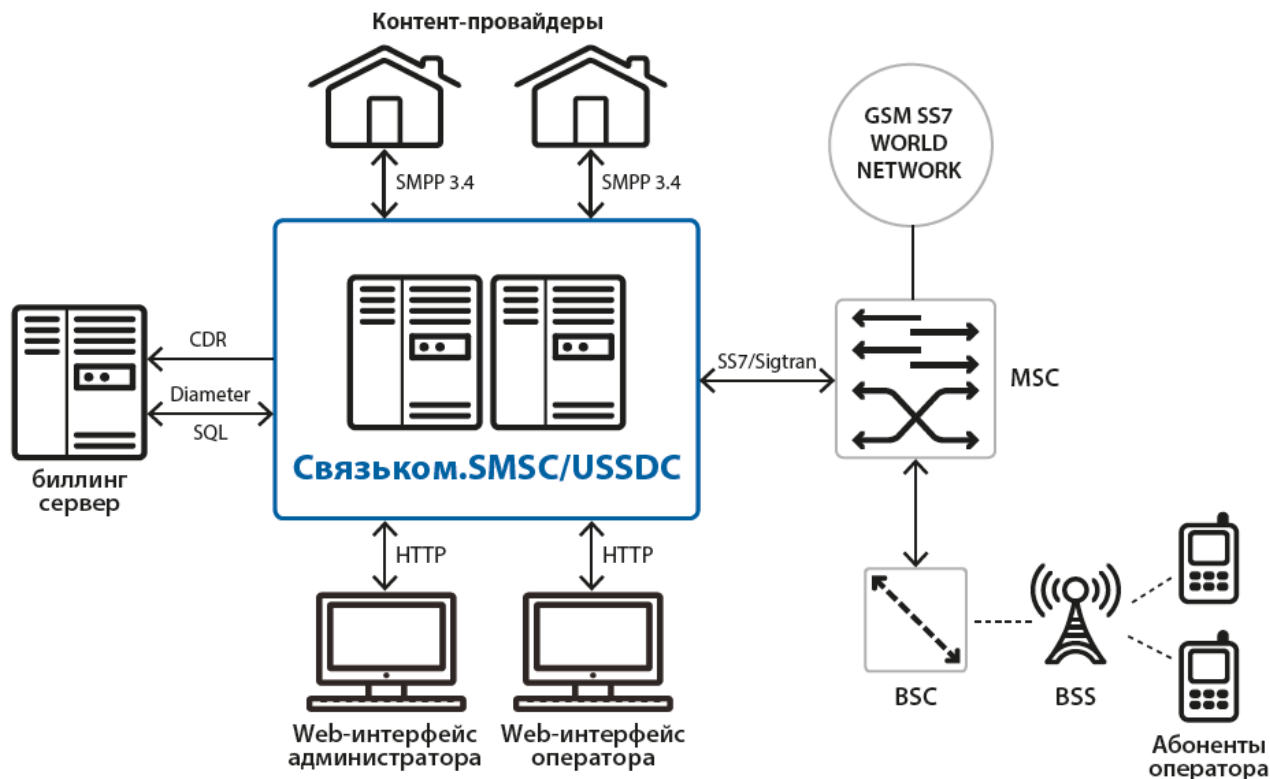 Контент-провайдеры
GSM SS7
WORLD
NETWORK
SMPP 3.4
SMPP 3.4
CDR
Diameter
SQL
SS7/Sigtran
MSC
биллинг
сервер
Связьком.SMSC/USSDC
HTTP
HTTP
BSC
BSS
Web-интерфейс
администратора
Web-интерфейс
оператора
Абоненты
оператора